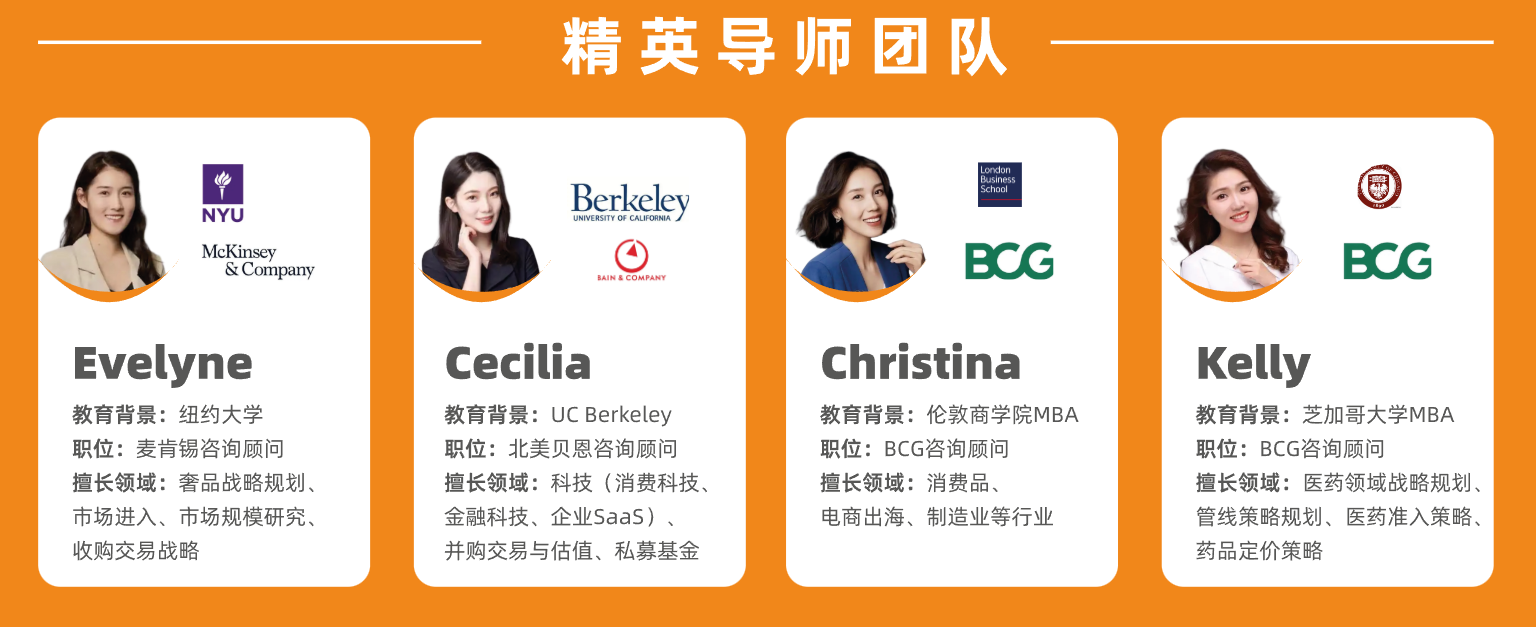 精英导师团队
NYU
McKinsey
& Company
Evelyne
教育背景：纽约大学
职位：麦肯锡咨询顾问
擅长领域：奢品战略规划、
市场进入、市场规模研究、
收购交易战略
Berkeley
UNIVERSITY OF CALIFORNIA
BAIN & COMPANY
Cecilia
教育背景：UC Berkeley
职位：北美贝恩咨询顾问
擅长领域：科技（消费科技、
金融科技、企业SaaS）、
并购交易与估值、私募基金
London
Business
School
BCG
Christina
教育背景：伦敦商学院MBA
职位：BCG咨询顾问
擅长领域：消费品、
电商出海、制造业等行业
BCG
Kelly
教育背景：芝加哥大学MBA
职位：BCG咨询顾问
擅长领域：医药领域战略规划、
管线策略规划、医药准入策略、
药品定价策略